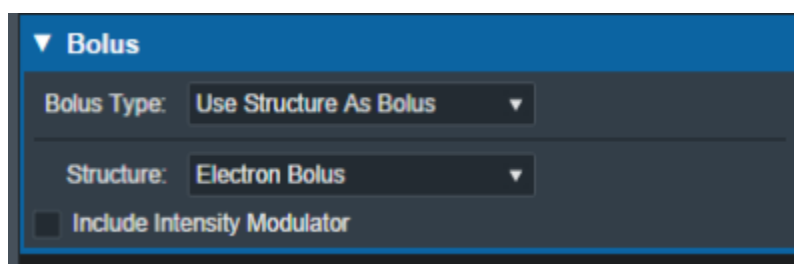 Bolus
Bolus Type: Use Structure As Bolus
Structure: Electron Bolus
Include Intensity Modulator